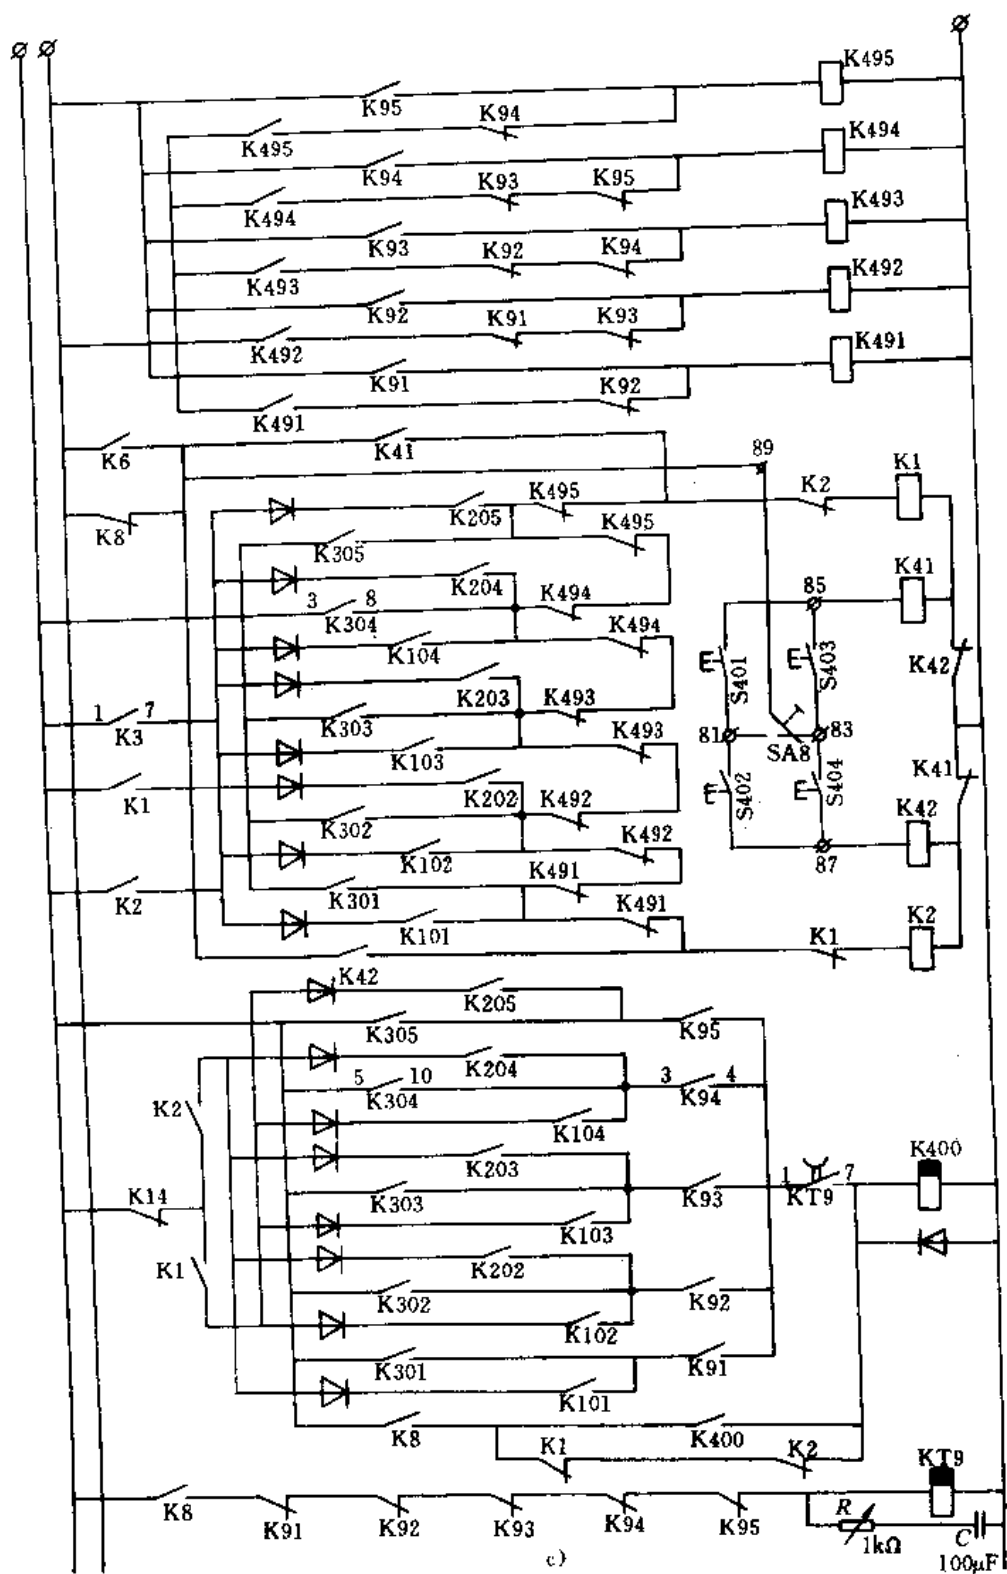 K495
K95
K94
K495
K494
K94
K93 K95
K494
K493
K93
K92 K94
K493
K492
K92
K91 K93
K492
K491
K91
K92
K491
K6 K41
89
K1
K2
K495
K205
K8
K495
K305
K41
K204
85
3 8
K304
K494
K494
K104
S401
S403
K42
K203
K493
1 7
K3
K303
K493
81
83
SA8
K103
K41
K1
K202
K492
S402
S404
K302
K42
K492
K102
87
K2
K491
K301
K491
K2
K101
K1
K42
K205
K305
K95
K204
5 10
K304
3 4
K94
K2
K104
K203
K400
K14
K303
K93
1 7
KT9
K103
K1
K202
K302
K92
K102
K301
K91
K101
K8
K400
K1
K2
KT9
K8
K91
K92
K93
K94
K95
R
1kΩ
C
100μF
c)